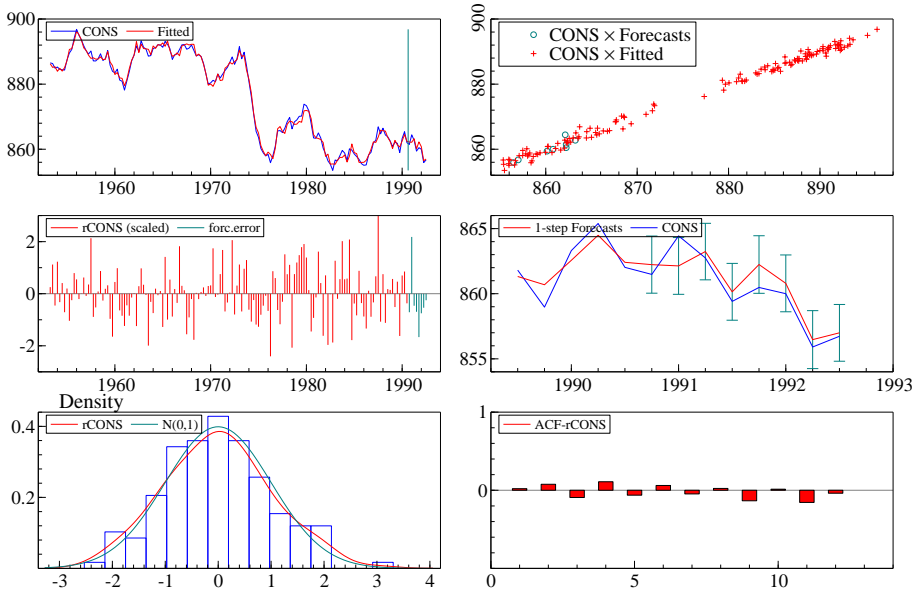 900
CONS Fitted
880
860
1960 1970 1980 1990
900
CONS × Forecasts
CONS × Fitted
880
860
860 870 880 890
rCONS (scaled) forc.error
2
0
-2
1960 1970 1980 1990
865
1-step Forecasts CONS
860
855
1990 1991 1992 1993
Density
rCONS N(0,1)
0.4
0.2
-3 -2 -1 0 1 2 3 4
1
ACF-rCONS
0
0 5 10